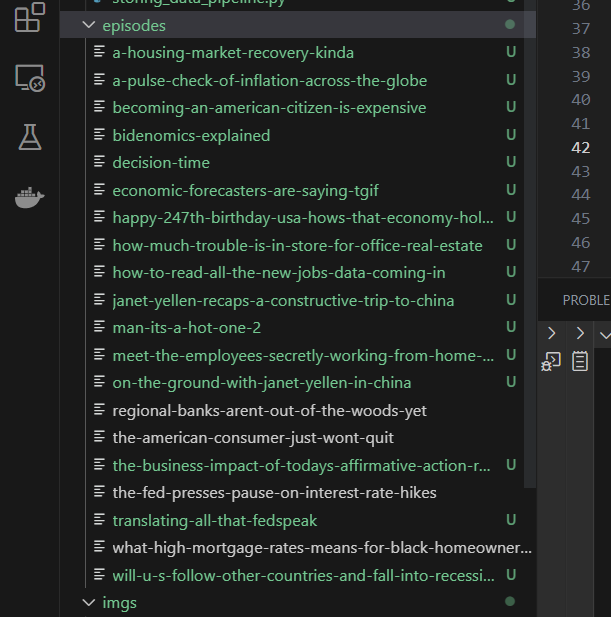 storing_data_pipeline.py
episodes
a-housing-market-recovery-kinda U
a-pulse-check-of-inflation-across-the-globe U
becoming-an-american-citizen-is-expensive U
bidenomics-explained U
decision-time U
economic-forecasters-are-saying-tgif U
happy-247th-birthday-usa-hows-that-economy-hol... U
how-much-trouble-is-in-store-for-office-real-estate U
how-to-read-all-the-new-jobs-data-coming-in U
janet-yellen-recaps-a-constructive-trip-to-china U
man-its-a-hot-one-2 U
meet-the-employees-secretly-working-from-home-... U
on-the-ground-with-janet-yellen-in-china U
regional-banks-arent-out-of-the-woods-yet
the-american-consumer-just-wont-quit
the-business-impact-of-todays-affirmative-action-r... U
the-fed-presses-pause-on-interest-rate-hikes
translating-all-that-fedspeak U
what-high-mortgage-rates-means-for-black-homeowner...
will-u-s-follow-other-countries-and-fall-into-recessi... U
imgs
36
37
38
39
40
41
42
43
44
45
46
47
PROBLE